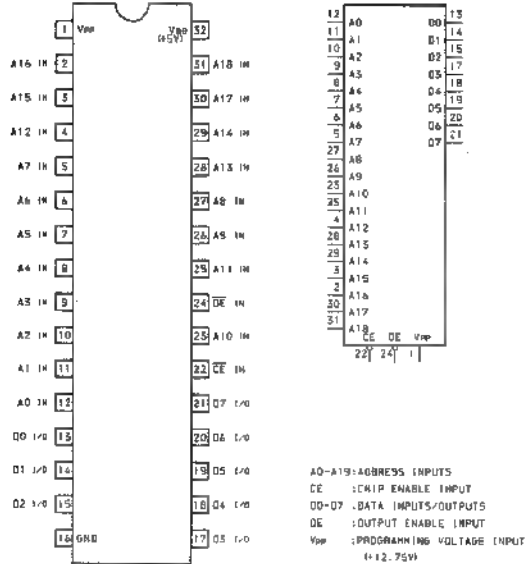 1 Vpp VDD (+5V) 32
A16 IN 2 31 A18 IN
A15 IN 3 30 A17 IN
A12 IN 4 29 A14 IN
A7 IN 5 28 A13 IN
A6 IN 6 27 A8 IN
A5 IN 7 26 A9 IN
A4 IN 8 25 A11 IN
A3 IN 9 24 OE IN
A2 IN 10 23 A10 IN
A1 IN 11 22 CE IN
A0 IN 12 21 D7 I/O
D0 I/O 13 20 D6 I/O
D1 I/O 14 19 D5 I/O
D2 I/O 15 18 D4 I/O
16 GND 17 D3 I/O
12 A0 D0 13
11 A1 D1 14
10 A2 D2 15
9 A3 D3 17
8 A4 D4 18
7 A5 D5 19
6 A6 D6 20
5 A7 D7 21
27 A8
26 A9
23 A10
25 A11
4 A12
28 A13
29 A14
3 A15
2 A16
30 A17
31 A18
CE OE Vpp
22 24 1
A0-A19:ADDRESS INPUTS
CE :CHIP ENABLE INPUT
D0-D7 :DATA INPUTS/OUTPUTS
OE :OUTPUT ENABLE INPUT
Vpp :PROGRAMMING VOLTAGE INPUT
(+12.75V)